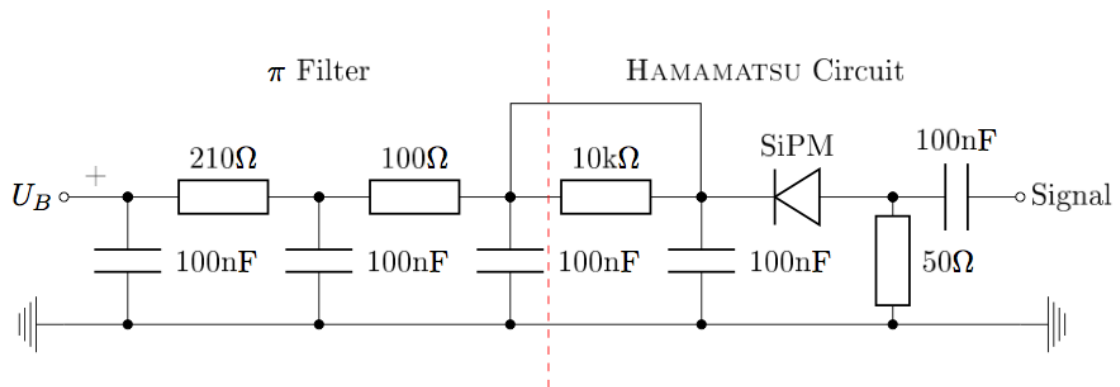 π Filter
HAMAMATSU Circuit
210Ω
100Ω
10kΩ
SiPM
100nF
+
U_B
Signal
100nF
100nF
100nF
100nF
50Ω